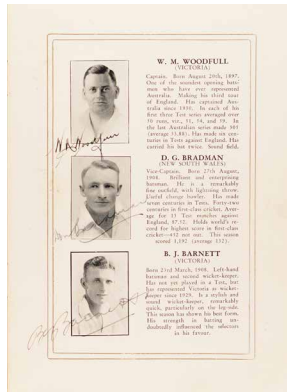 W. M. WOODFULL
(VICTORIA)
Captain. Born August 20th, 1897.
One of the soundest opening bats-
men who have ever represented
Australia. Making his third tour
of England. Has captained Aus-
tralia since 1930. In each of his
first three Test series averaged over
50 runs, viz., 51, 54, and 58. In
the last Australian series made 305
(average 33.88). Has made six cen-
turies in Tests against England. Has
carried his bat twice. Sound field.
W. M. Woodfull
D. G. BRADMAN
(NEW SOUTH WALES)
Vice-Captain. Born 27th August,
1908. Brilliant and enterprising
batsman. He is a remarkably
fine outfield, with lightning throw.
Useful change bowler. Has made
seven centuries in Tests. Forty-two
centuries in first-class cricket. Aver-
age for 13 Test matches against
England, 87.72. Holds world's re-
cord for highest score in first-class
cricket—452 not out. This season
scored 1,192 (average 132).
B. J. BARNETT
(VICTORIA)
Born 23rd March, 1908. Left-hand
batsman and second wicket-keeper.
Has not yet played in a Test, but
has represented Victoria as wicket-
keeper since 1929. Is a stylish and
sound wicket-keeper, remarkably
quick, particularly on the leg-side.
This season has shown his best form.
His strength in batting un-
doubtedly influenced the selectors
in his favour.